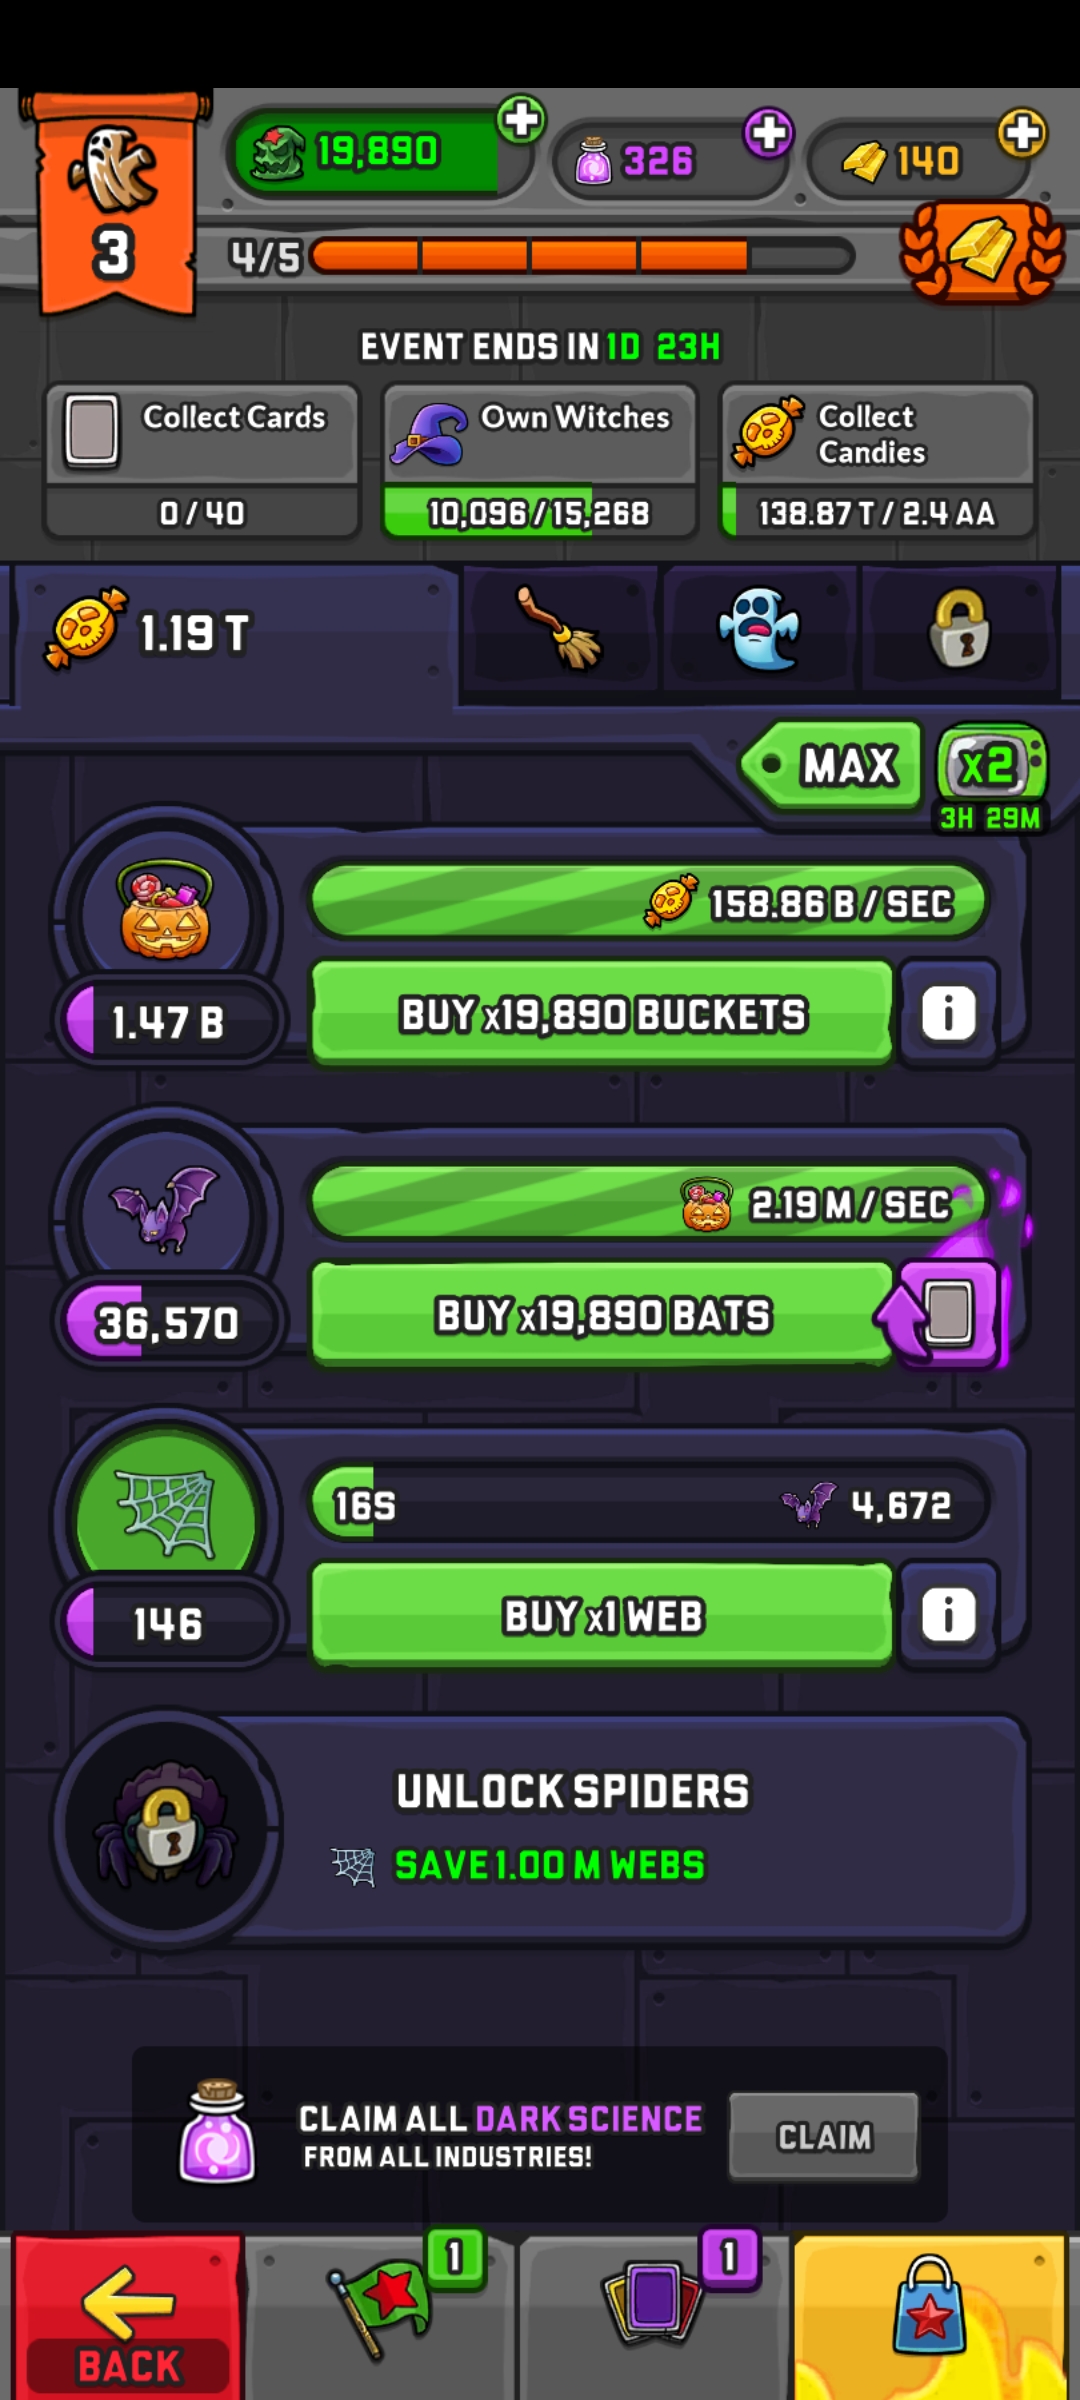 19,890
326
140
3
4/5
EVENT ENDS IN 1D 23H
Collect Cards
0 / 40
Own Witches
10,096/15,268
Collect
Candies
138.87 T / 2.4 AA
1.19 T
MAX
x2
3H 29M
158.86 B / SEC
1.47 B
BUY x19,890 BUCKETS
i
2.19 M / SEC
36,570
BUY x19,890 BATS
16S
4,672
146
BUY x1 WEB
i
UNLOCK SPIDERS
SAVE 1.00 M WEBS
CLAIM ALL DARK SCIENCE
FROM ALL INDUSTRIES!
CLAIM
1
1
BACK